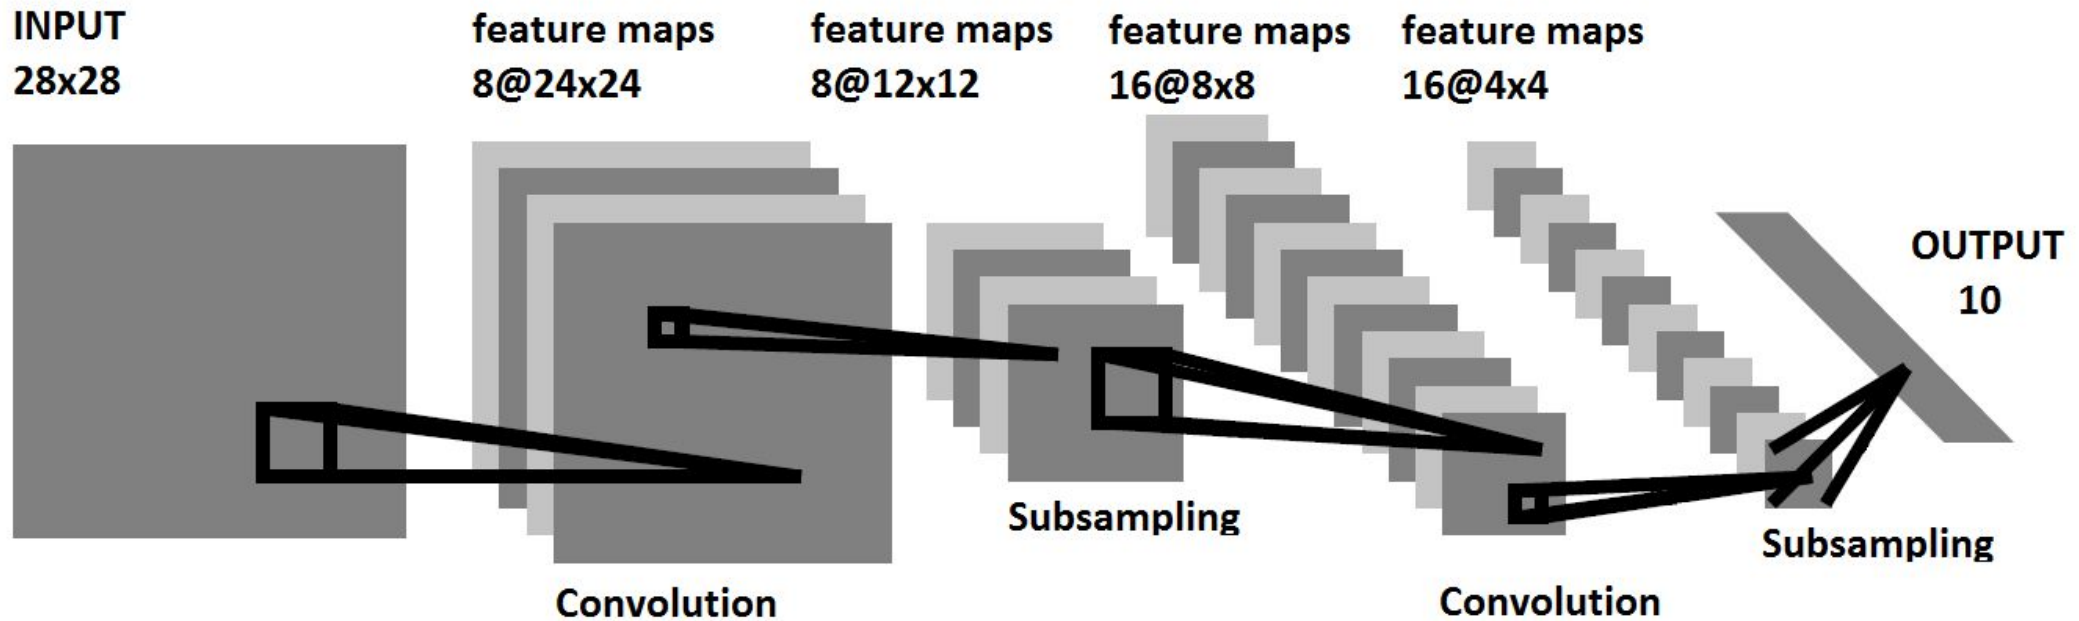 INPUT
28x28
feature maps
8@24x24
feature maps
8@12x12
feature maps
16@8x8
feature maps
16@4x4
OUTPUT
10
Subsampling
Subsampling
Convolution
Convolution